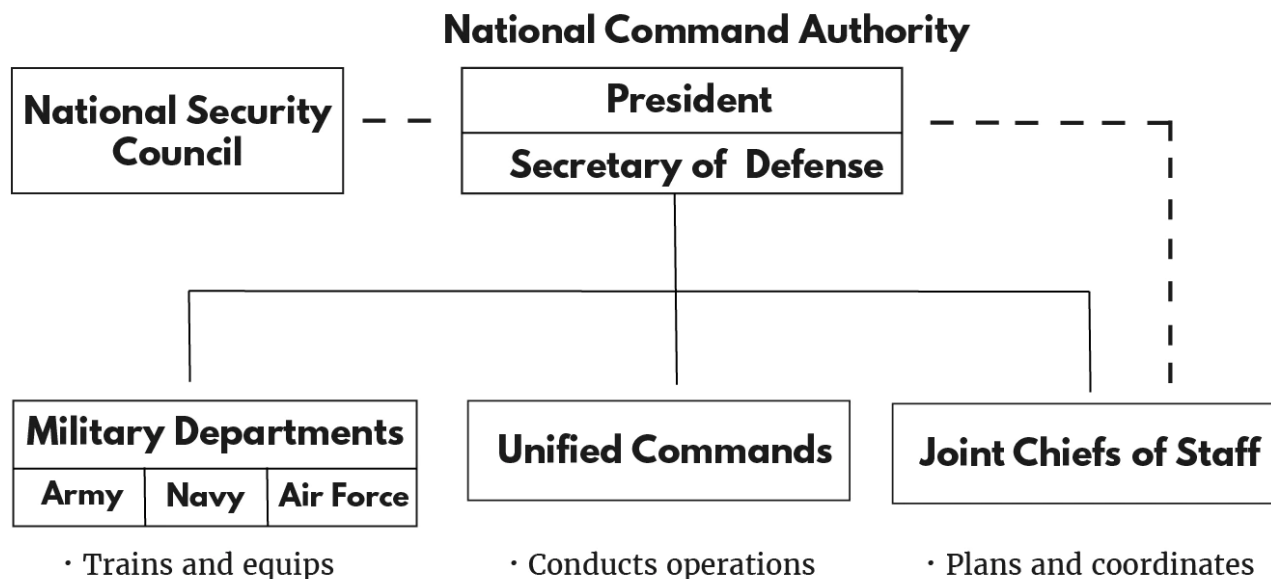 National Command Authority
National Security
Council
President
Secretary of Defense
Military Departments
Army
Navy
Air Force
· Trains and equips
Unified Commands
· Conducts operations
Joint Chiefs of Staff
· Plans and coordinates